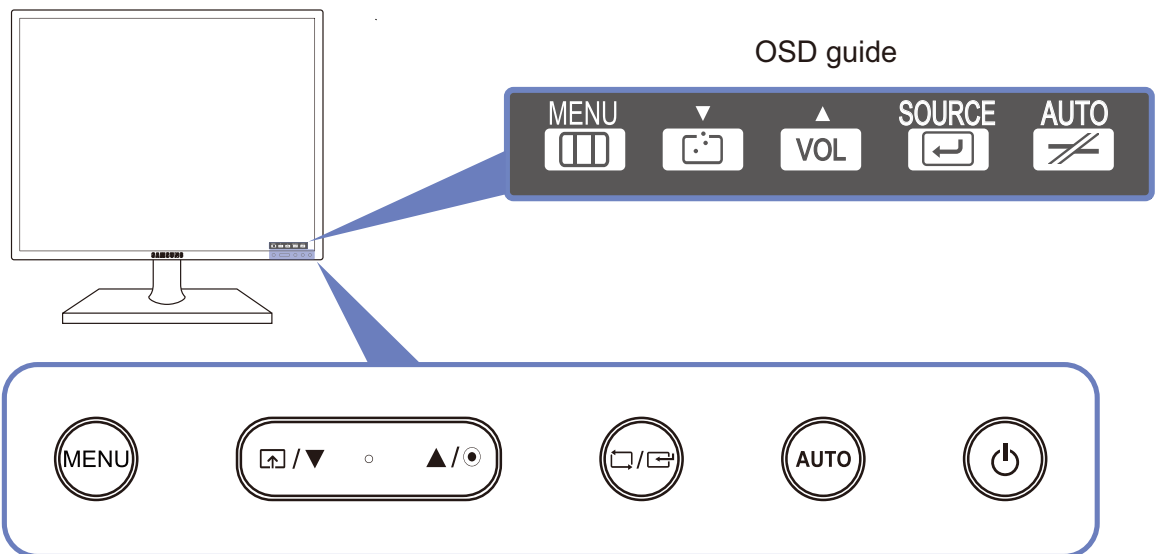 OSD guide
MENU ▼ ▲ SOURCE AUTO
VOL
SAMSUNG
MENU / ▼ ▲ / AUTO